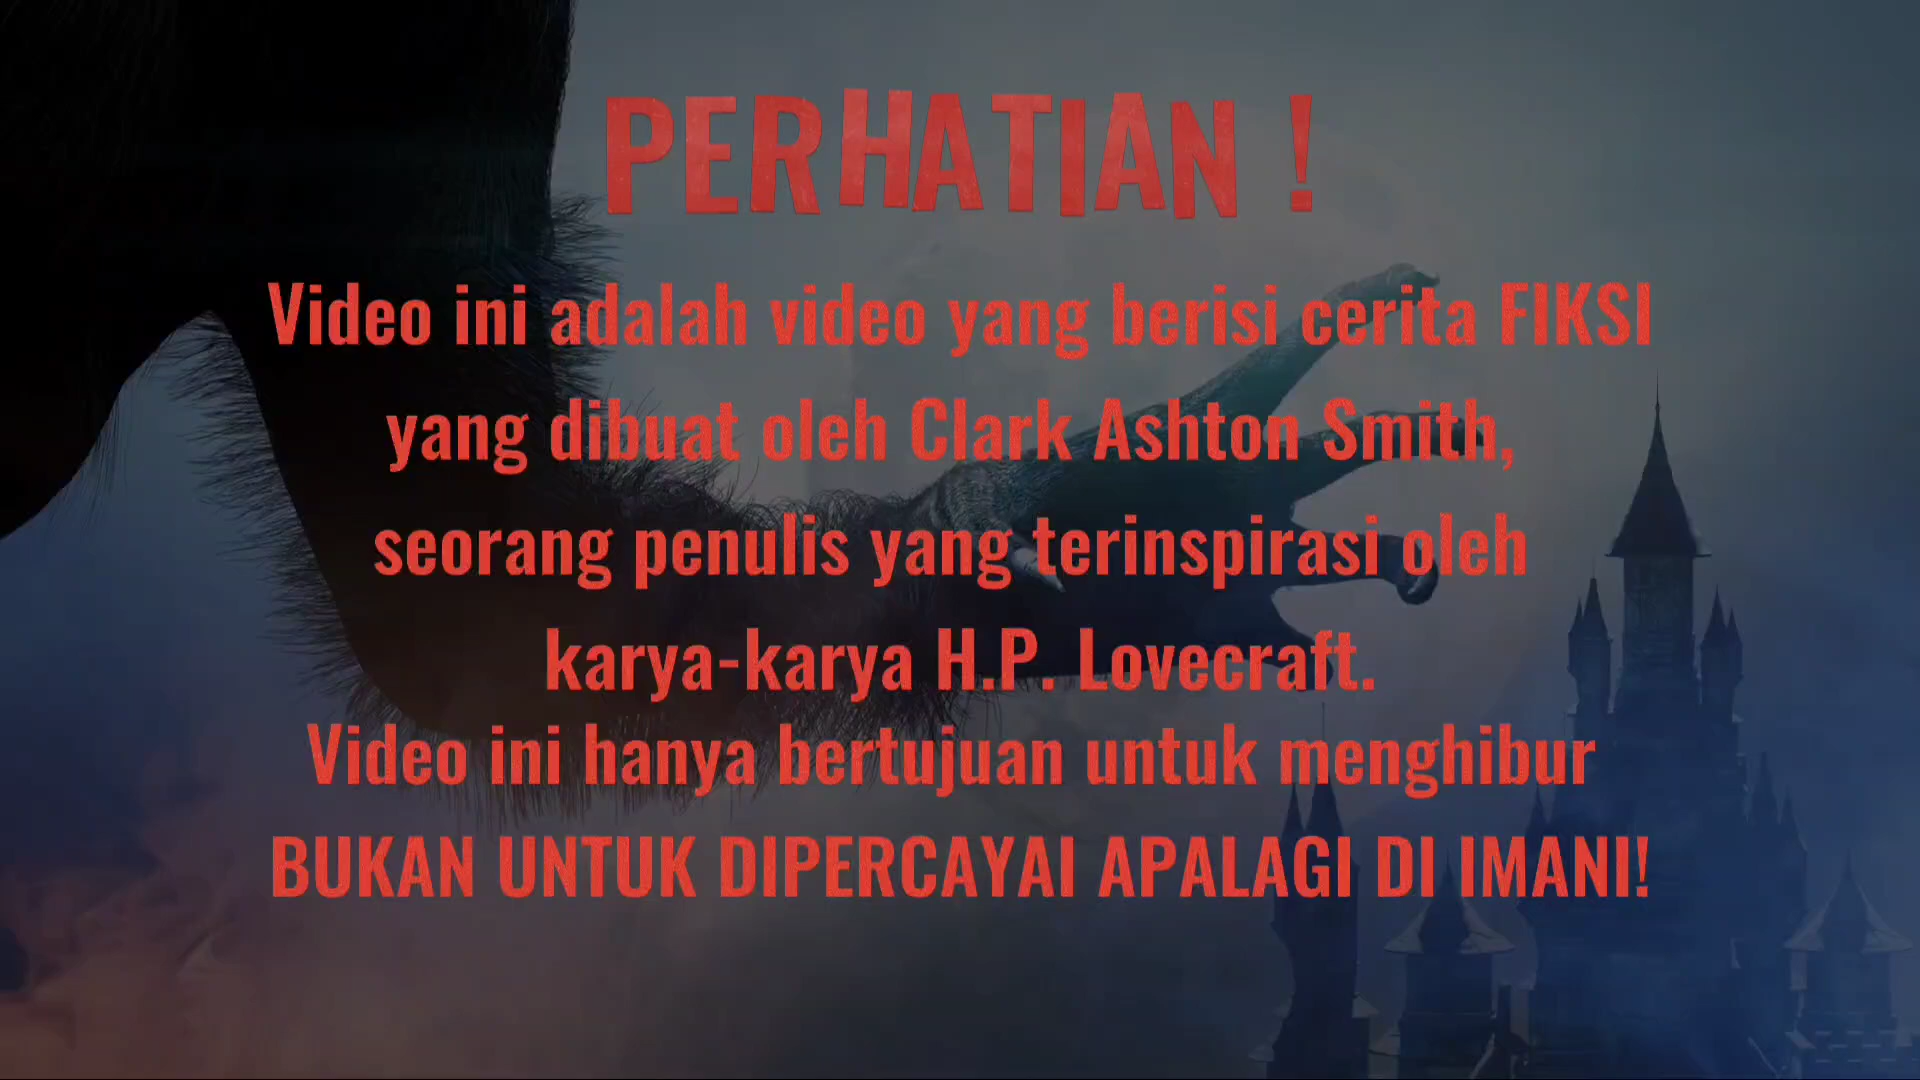 PERHATIAN !
Video ini adalah video yang berisi cerita FIKSI
yang dibuat oleh Clark Ashton Smith,
seorang penulis yang terinspirasi oleh
karya-karya H.P. Lovecraft.
Video ini hanya bertujuan untuk menghibur
BUKAN UNTUK DIPERCAYAI APALAGI DI IMANI!